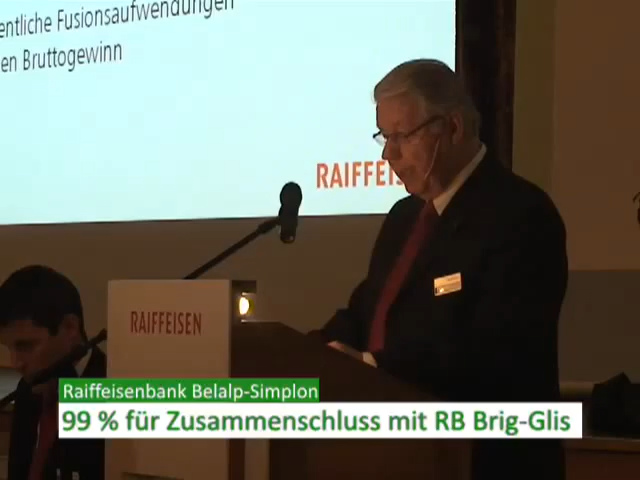 entliche Fusionsaufwendungen
en Bruttogewinn
RAIFFEIS
RAIFFEISEN
Raiffeisenbank Belalp-Simplon
99 % für Zusammenschluss mit RB Brig-Glis